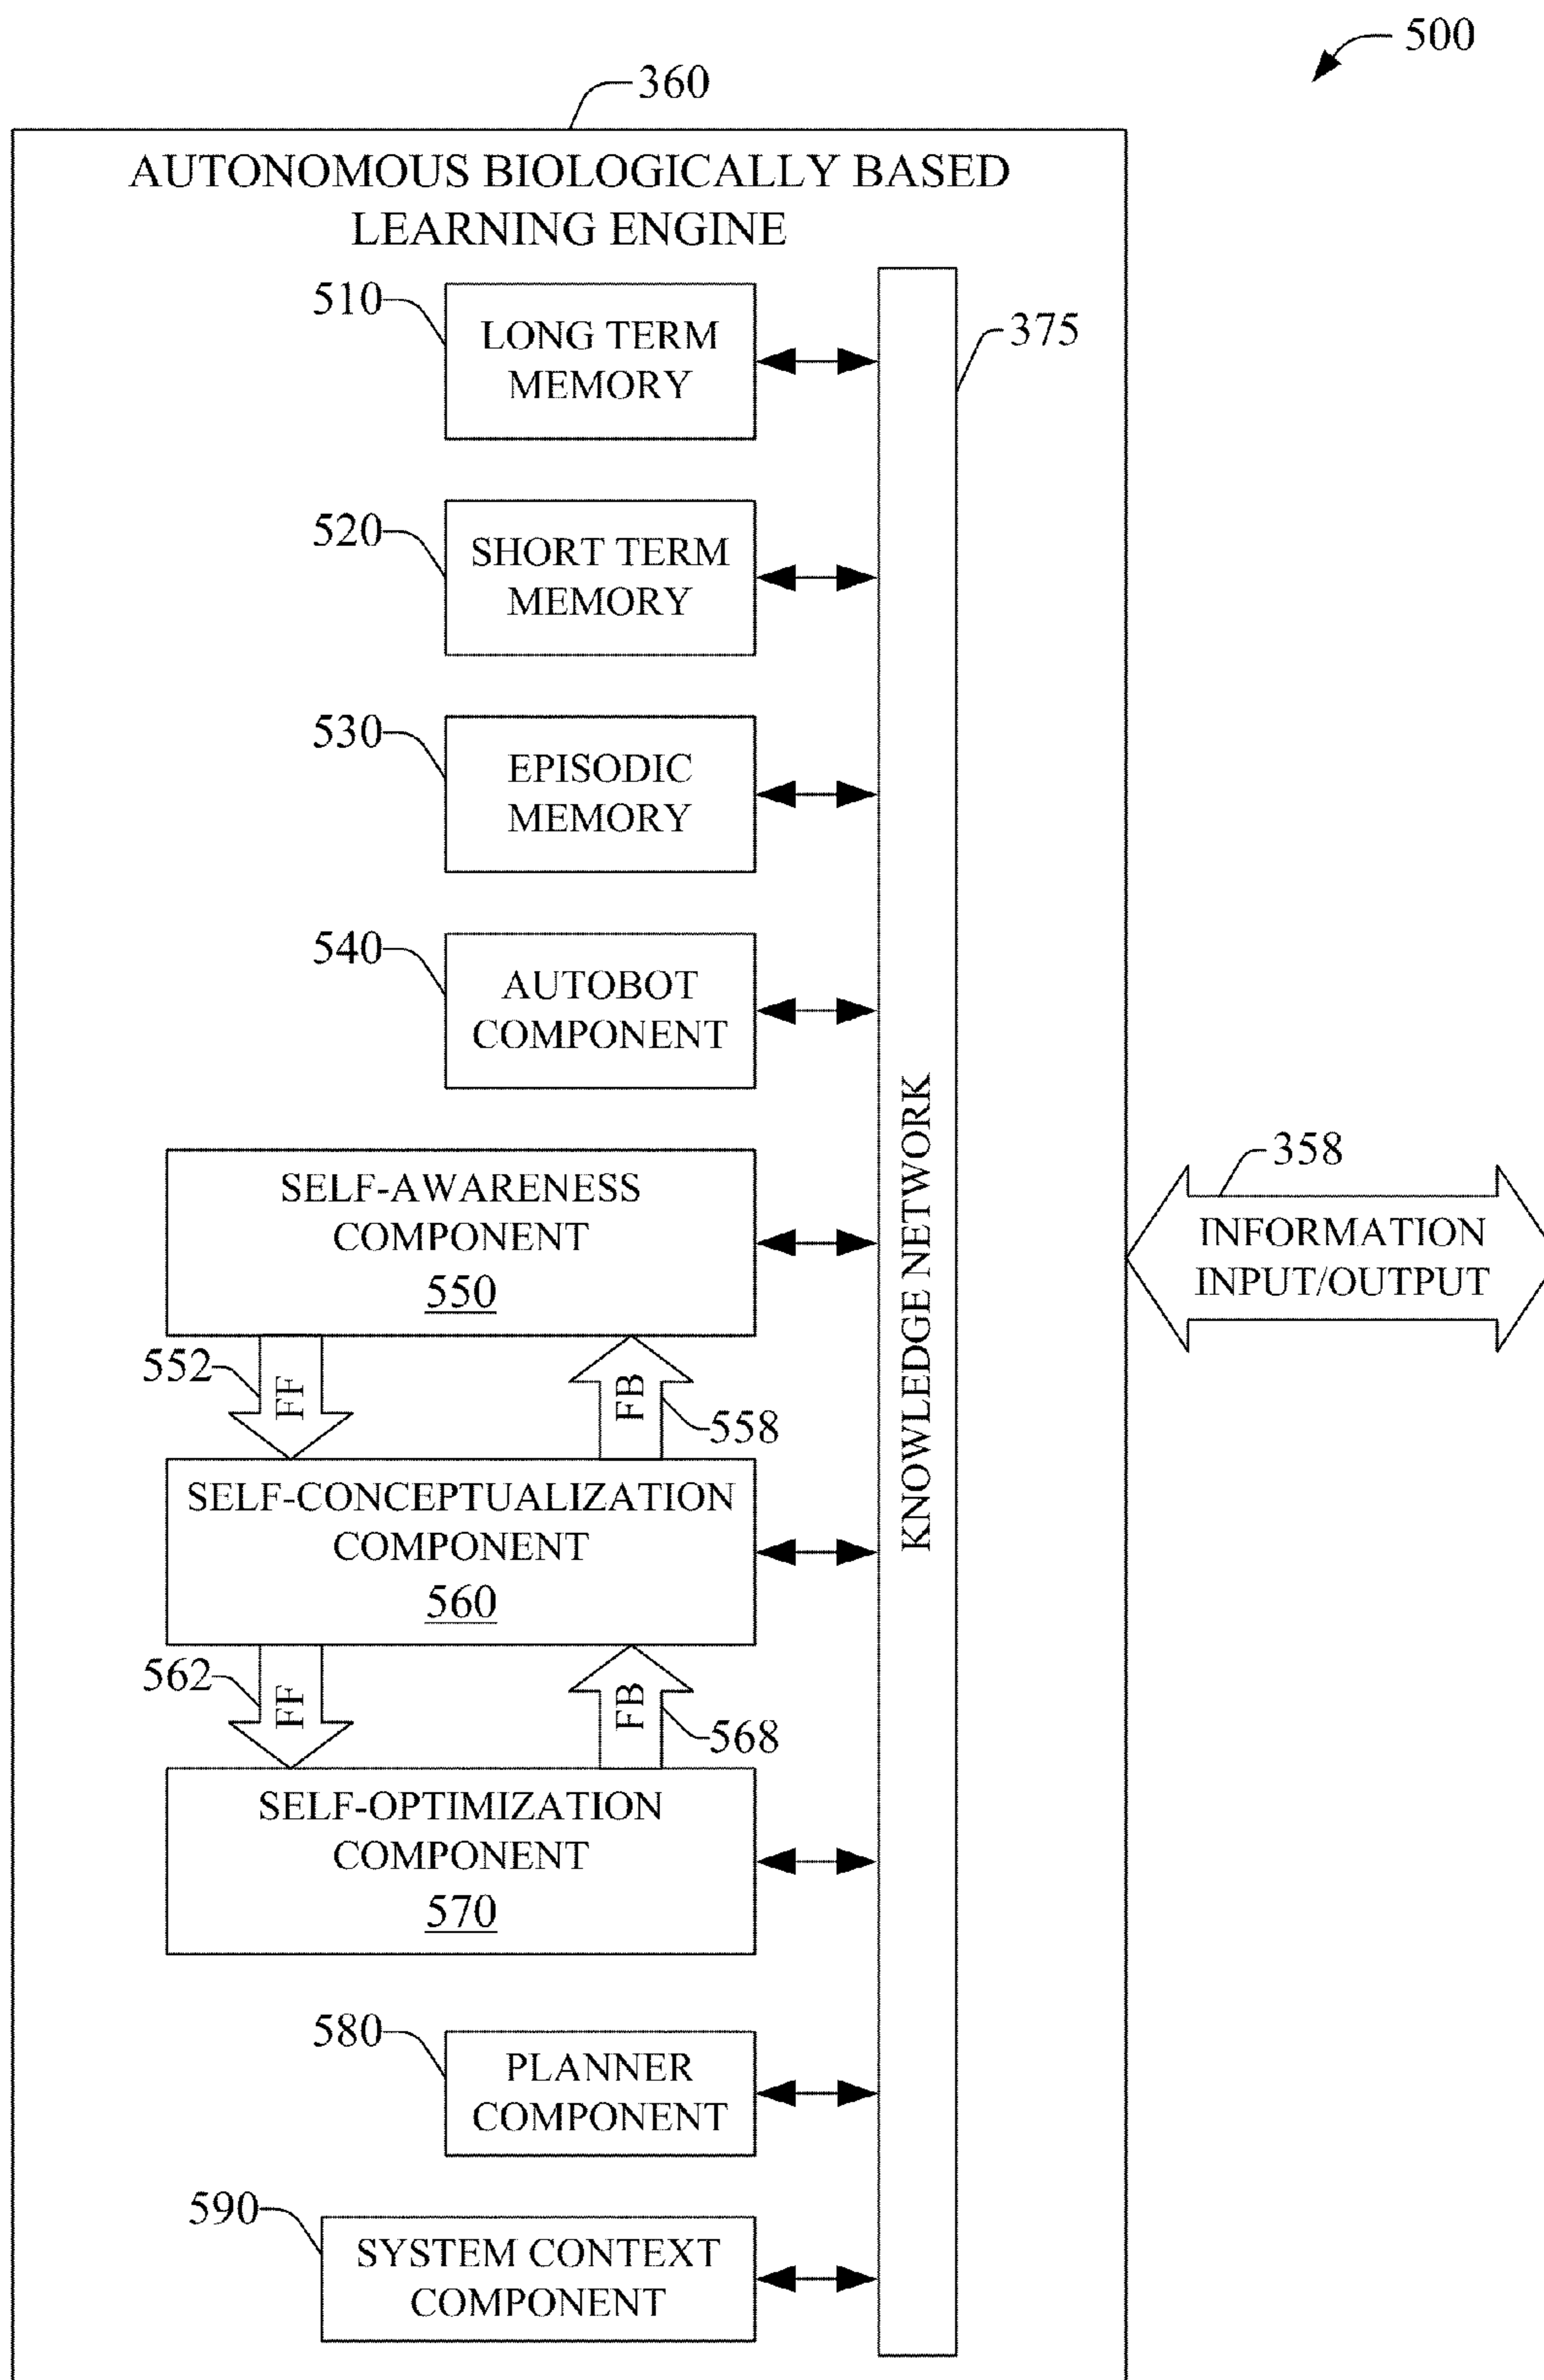 500
360
AUTONOMOUS BIOLOGICALLY BASED
LEARNING ENGINE
510
LONG TERM
MEMORY
375
520
SHORT TERM
MEMORY
530
EPISODIC
MEMORY
540
AUTOBOT
COMPONENT
KNOWLEDGE NETWORK
358
INFORMATION
INPUT/OUTPUT
SELF-AWARENESS
COMPONENT
550
552
FF
FB
558
SELF-CONCEPTUALIZATION
COMPONENT
560
562
FF
FB
568
SELF-OPTIMIZATION
COMPONENT
570
580
PLANNER
COMPONENT
590
SYSTEM CONTEXT
COMPONENT